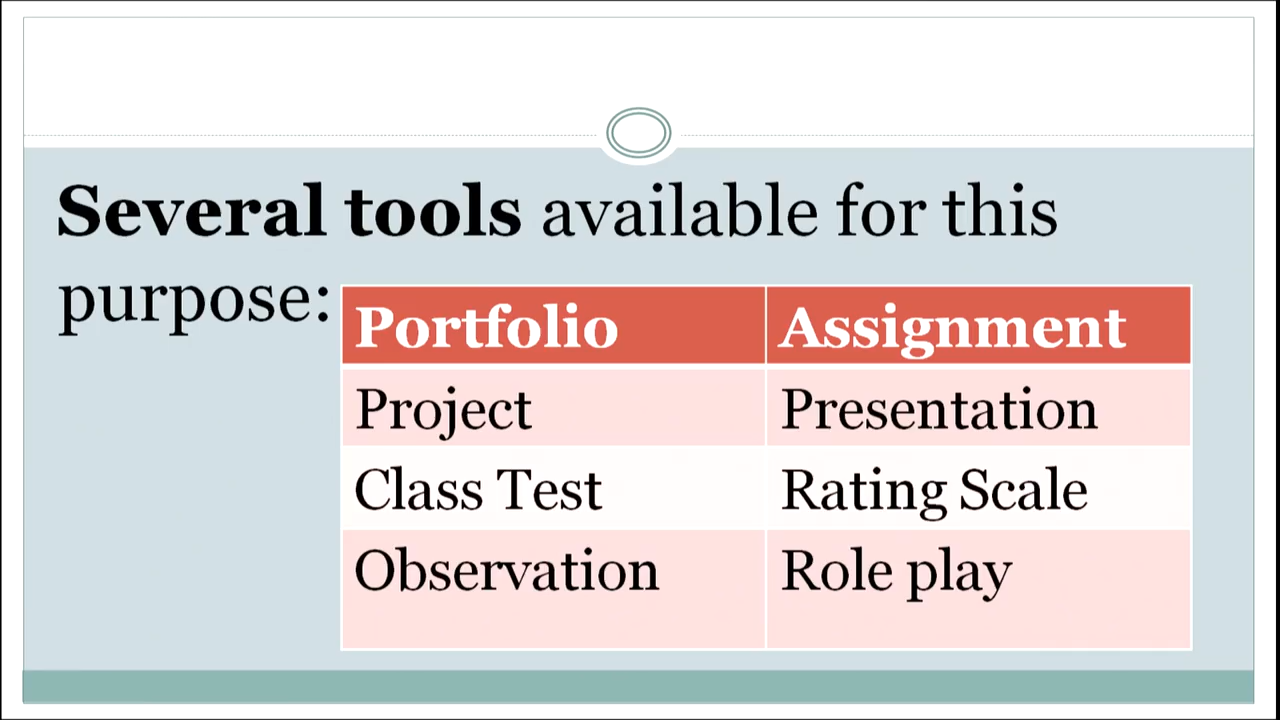 Several tools available for this
purpose:
Portfolio Assignment
Project Presentation
Class Test Rating Scale
Observation Role play